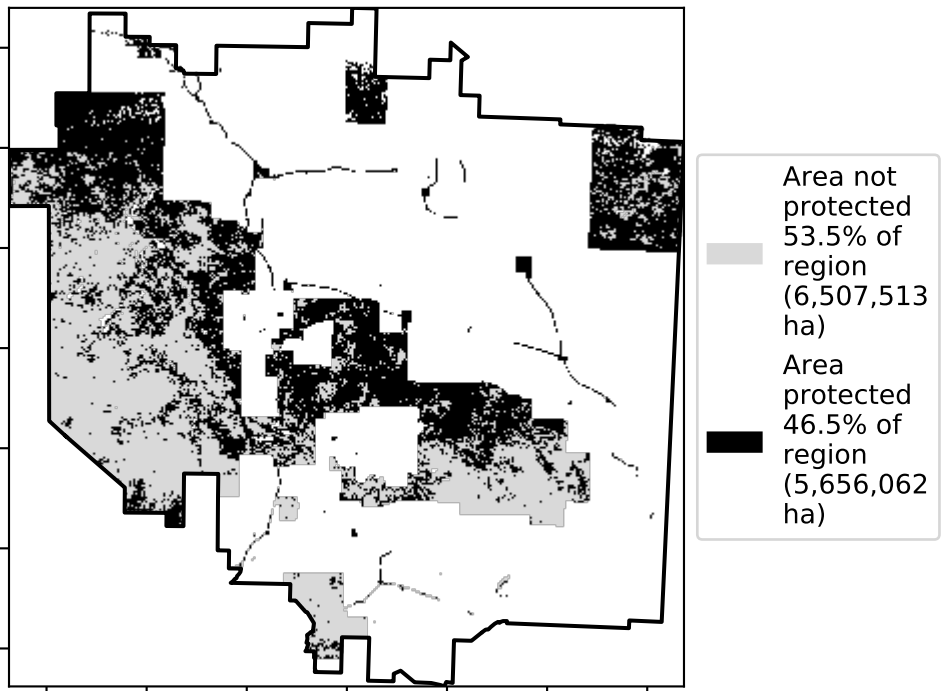 Area not
protected
53.5% of
region
(6,507,513
ha)
Area
protected
46.5% of
region
(5,656,062
ha)